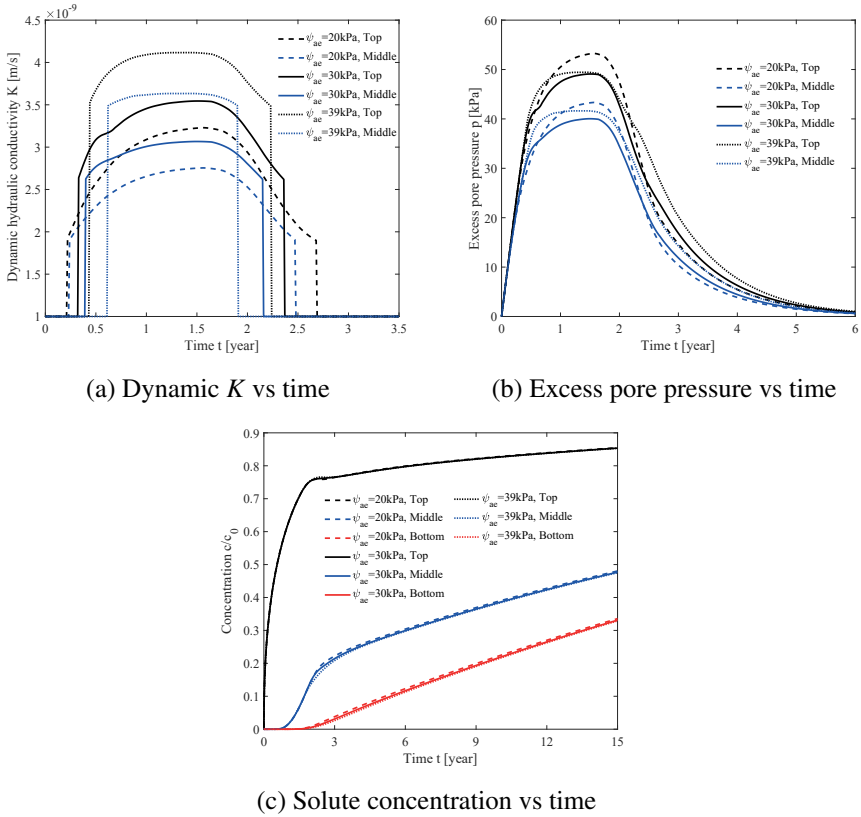 ×10⁻⁹
4.5
4
3.5
3
2.5
2
1.5
1
0
0.5
1
1.5
2
2.5
3
3.5
Dynamic hydraulic conductivity K [m/s]
Time t [year]
ψae=20kPa, Top
ψae=20kPa, Middle
ψae=30kPa, Top
ψae=30kPa, Middle
ψae=39kPa, Top
ψae=39kPa, Middle
(a) Dynamic K vs time
60
50
40
30
20
10
0
0
1
2
3
4
5
6
Excess pore pressure p [kPa]
Time t [year]
ψae=20kPa, Top
ψae=20kPa, Middle
ψae=30kPa, Top
ψae=30kPa, Middle
ψae=39kPa, Top
ψae=39kPa, Middle
(b) Excess pore pressure vs time
0.9
0.8
0.7
0.6
0.5
0.4
0.3
0.2
0.1
0
0
3
6
9
12
15
Concentration c/c0
Time t [year]
ψae=20kPa, Top
ψae=20kPa, Middle
ψae=20kPa, Bottom
ψae=30kPa, Top
ψae=30kPa, Middle
ψae=30kPa, Bottom
ψae=39kPa, Top
ψae=39kPa, Middle
ψae=39kPa, Bottom
(c) Solute concentration vs time